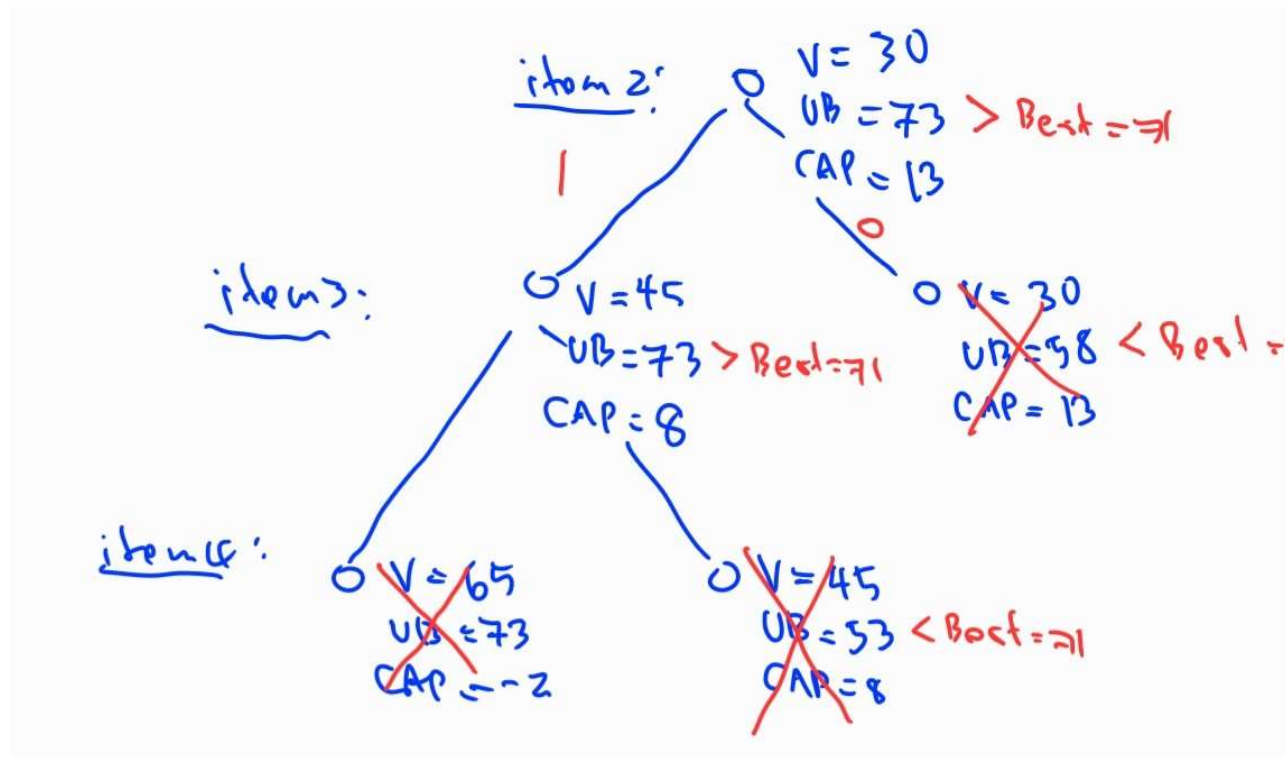 item 2:
V = 30
UB = 73 > Best = 71
CAP = 13
1
0
item 3:
V = 45
UB = 73 > Best = 71
CAP = 8
V = 30
UB = 58 < Best =
CAP = 13
item 4:
V = 65
UB = 73
CAP = -2
V = 45
UB = 53 < Best = 71
CAP = 8